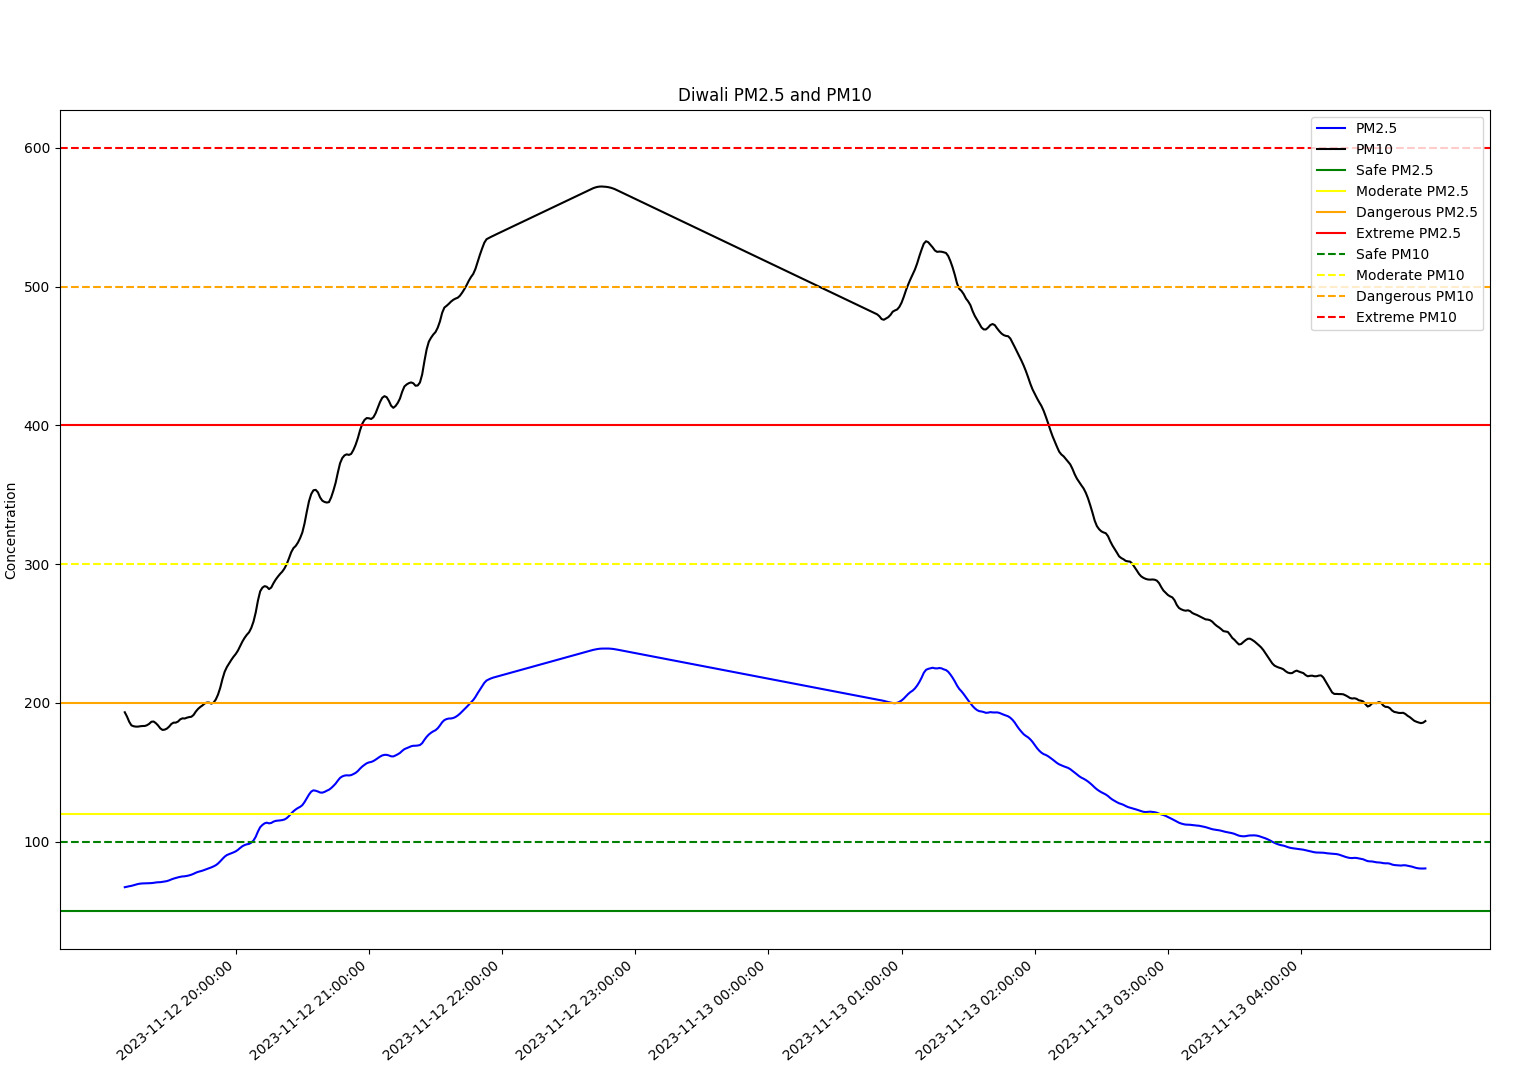 Diwali PM2.5 and PM10
Concentration
600
500
400
300
200
100
PM2.5
PM10
Safe PM2.5
Moderate PM2.5
Dangerous PM2.5
Extreme PM2.5
Safe PM10
Moderate PM10
Dangerous PM10
Extreme PM10
2023-11-12 20:00:00
2023-11-12 21:00:00
2023-11-12 22:00:00
2023-11-12 23:00:00
2023-11-13 00:00:00
2023-11-13 01:00:00
2023-11-13 02:00:00
2023-11-13 03:00:00
2023-11-13 04:00:00